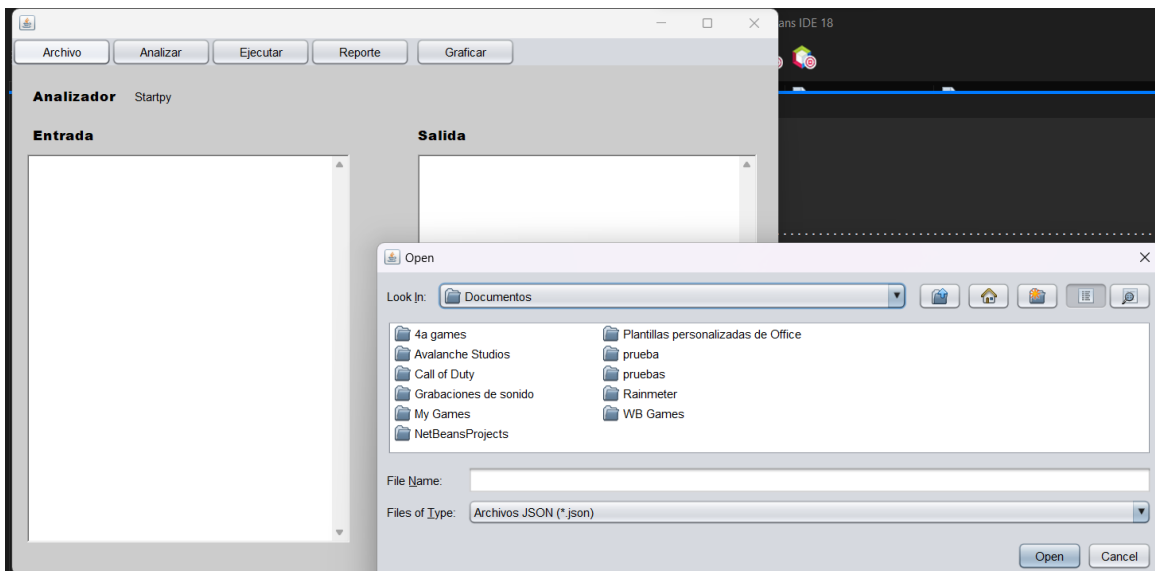 ans IDE 18
Archivo Analizar Ejecutar Reporte Graficar
Analizador Startpy
Entrada Salida
Open
Look In: Documentos
4a games
Avalanche Studios
Call of Duty
Grabaciones de sonido
My Games
NetBeansProjects
Plantillas personalizadas de Office
prueba
pruebas
Rainmeter
WB Games
File Name:
Files of Type: Archivos JSON (*.json)
Open Cancel